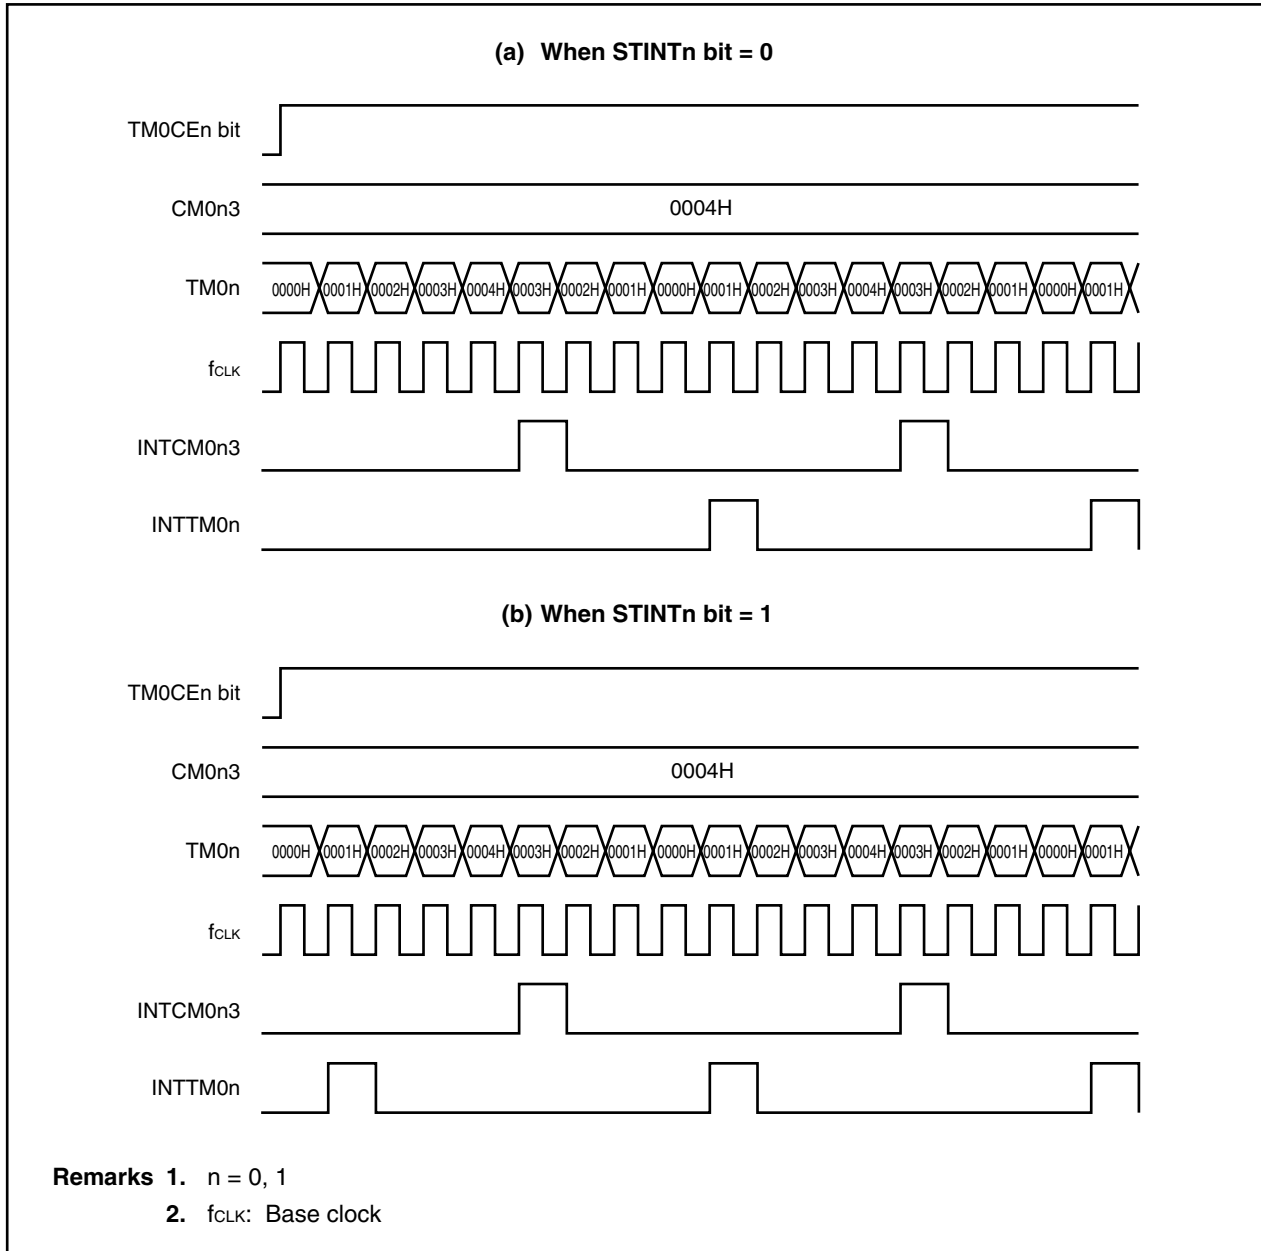 (a) When STINTn bit = 0
TM0CEn bit
CM0n3
0004H
TM0n
0000H 0001H 0002H 0003H 0004H 0003H 0002H 0001H 0000H 0001H 0002H 0003H 0004H 0003H 0002H 0001H 0000H 0001H
fCLK
INTCM0n3
INTTM0n
(b) When STINTn bit = 1
TM0CEn bit
CM0n3
0004H
TM0n
0000H 0001H 0002H 0003H 0004H 0003H 0002H 0001H 0000H 0001H 0002H 0003H 0004H 0003H 0002H 0001H 0000H 0001H
fCLK
INTCM0n3
INTTM0n
Remarks 1. n = 0, 1
2. fCLK: Base clock